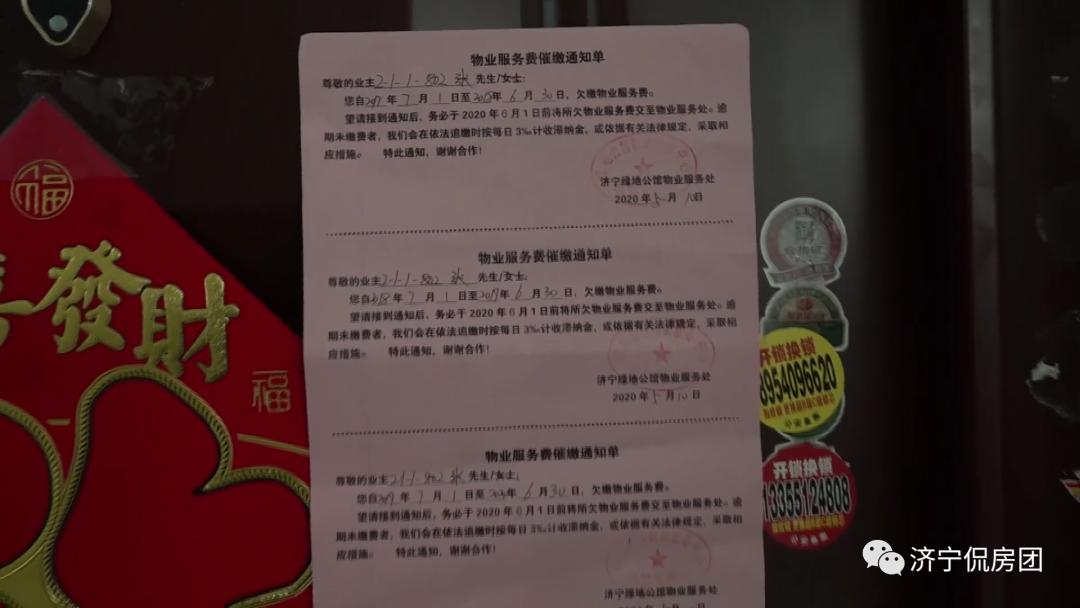 物业服务费催缴通知单
尊敬的业主2-1-1-802 张 先生/女士：
您自2017年7月1日至2018年6月30日，欠缴物业服务费。
望请接到通知后，务必于2020年6月1日前将所欠物业服务费交至物业服务处。逾
期未缴费者，我们会在依法追缴时按每日3‰计收滞纳金，或依据有关法律规定，采取相
应措施。 特此通知，谢谢合作！
济宁绿地公馆物业服务处
2020年5月10日
物业服务费催缴通知单
尊敬的业主2-1-1-802 张 先生/女士：
您自2018年7月1日至2019年6月30日，欠缴物业服务费。
望请接到通知后，务必于2020年6月1日前将所欠物业服务费交至物业服务处。逾
期未缴费者，我们会在依法追缴时按每日3‰计收滞纳金，或依据有关法律规定，采取相
应措施。 特此通知，谢谢合作！
济宁绿地公馆物业服务处
2020年5月10日
物业服务费催缴通知单
尊敬的业主2-1-1-802 张 先生/女士：
您自2019年7月1日至2020年6月30日，欠缴物业服务费。
望请接到通知后，务必于2020年6月1日前将所欠物业服务费交至物业服务处。逾
期未缴费者，我们会在依法追缴时按每日3‰计收滞纳金，或依据有关法律规定，采取相
应措施。 特此通知，谢谢合作！
济宁绿地公馆物业服务处
福
發財
福
开锁换锁
8954096620
公安备案
开锁换锁
13355124808
公安备案
济宁侃房团